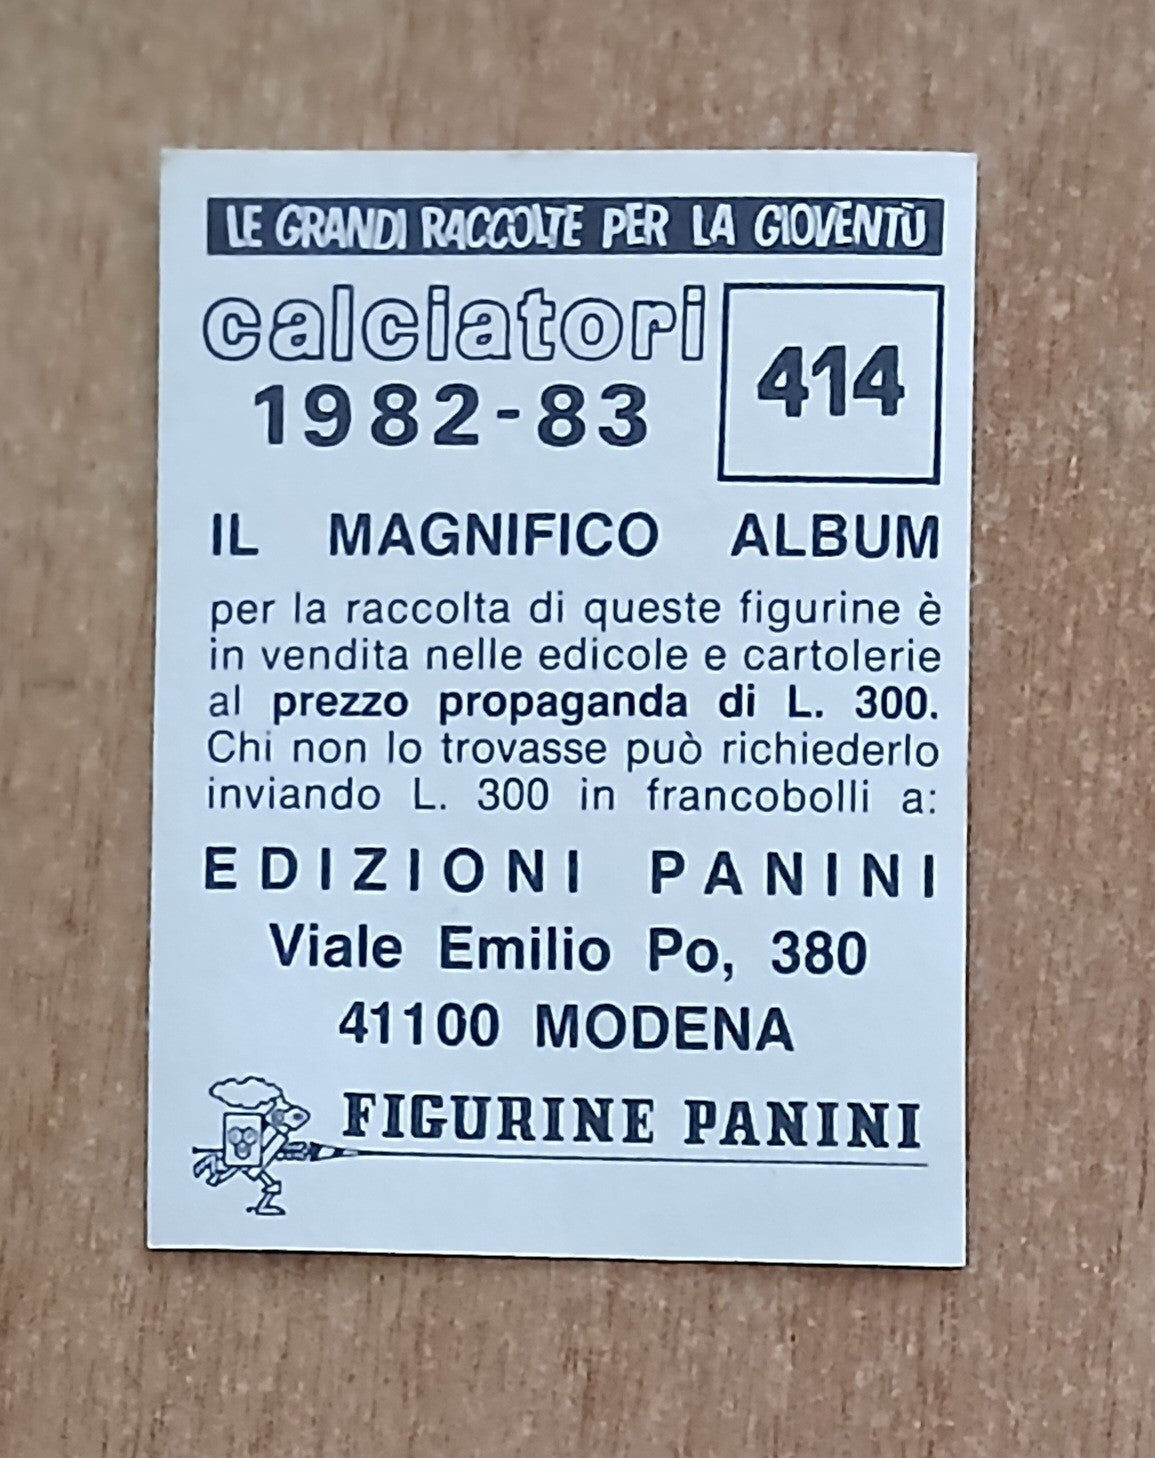 LE GRANDI RACCOLTE PER LA GIOVENTÙ
calciatori
1982-83
414
IL MAGNIFICO ALBUM
per la raccolta di queste figurine è
in vendita nelle edicole e cartolerie
al prezzo propaganda di L. 300.
Chi non lo trovasse può richiederlo
inviando L. 300 in francobolli a:
EDIZIONI PANINI
Viale Emilio Po, 380
41100 MODENA
FIGURINE PANINI